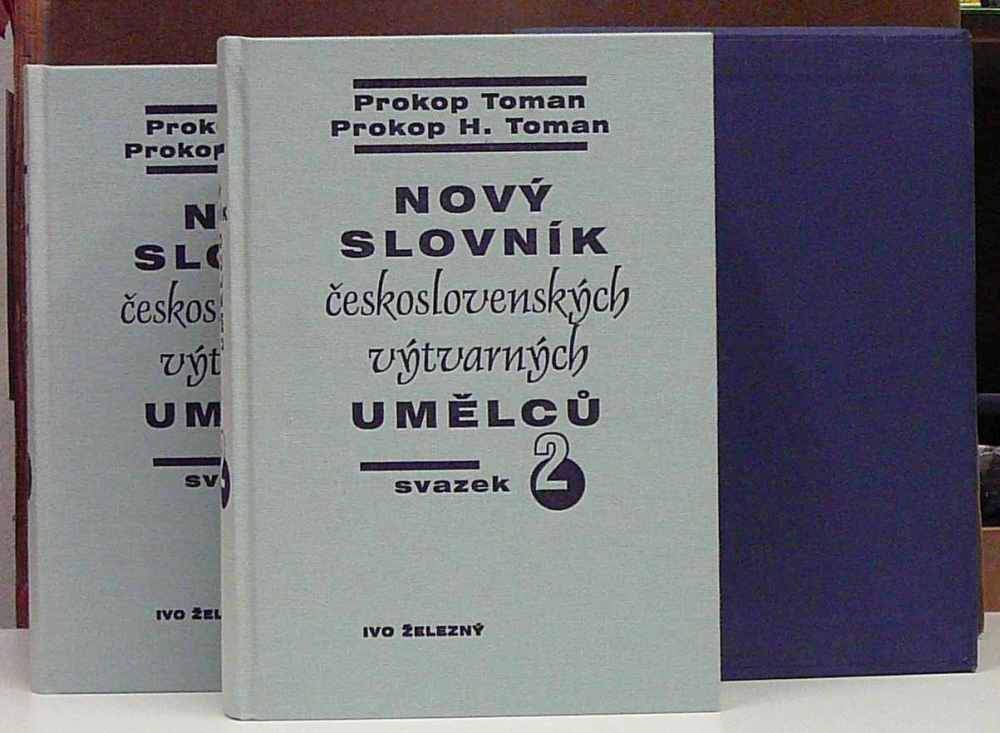 Prokop Toman
Prokop H. Toman
NOVÝ
SLOVNÍK
československých
výtvarných
UMĚLCŮ
svazek 2
IVO ŽELEZNÝ
Prok
Prokop
N
SLO
českos
výt
UM
sv
IVO ŽEL